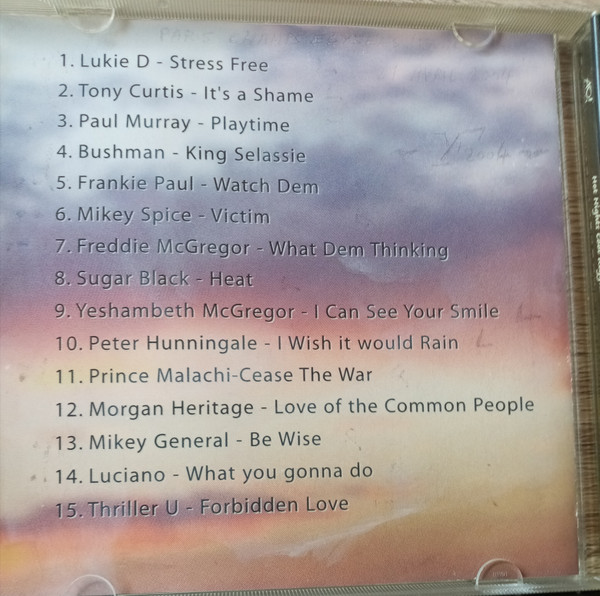 1. Lukie D - Stress Free
2. Tony Curtis - It's a Shame
3. Paul Murray - Playtime
4. Bushman - King Selassie
5. Frankie Paul - Watch Dem
6. Mikey Spice - Victim
7. Freddie McGregor - What Dem Thinking
8. Sugar Black - Heat
9. Yeshambeth McGregor - I Can See Your Smile
10. Peter Hunningale - I Wish it would Rain
11. Prince Malachi-Cease The War
12. Morgan Heritage - Love of the Common People
13. Mikey General - Be Wise
14. Luciano - What you gonna do
15. Thriller U - Forbidden Love